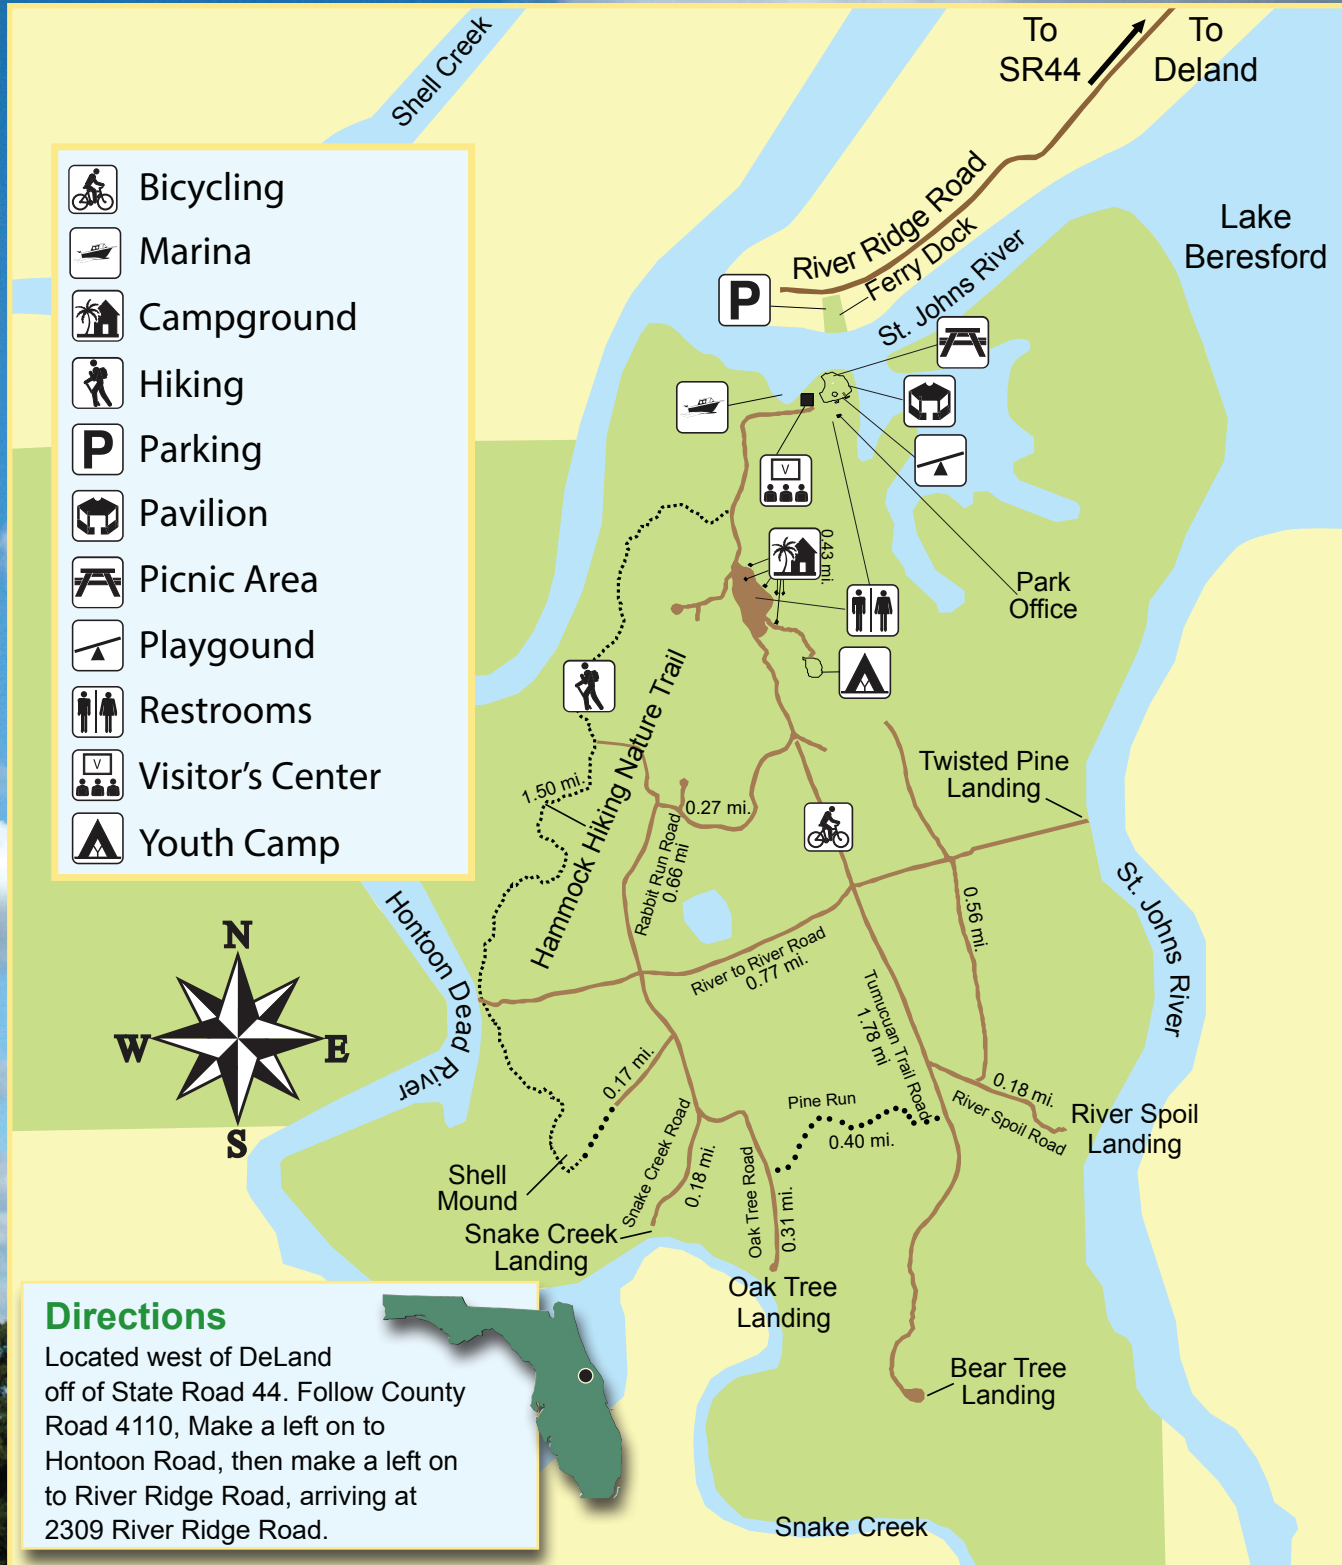 To
SR44
To
Deland
Shell Creek
River Ridge Road
Ferry Dock
St. Johns River
Lake
Beresford
P
Bicycling
Marina
Campground
Hiking
P
Parking
Pavilion
Picnic Area
Playgound
Restrooms
V
Visitor's Center
Youth Camp
V
0.43 mi.
Park
Office
Hammock Hiking Nature Trail
1.50 mi.
0.27 mi.
Rabbit Run Road
0.66 mi
Twisted Pine
Landing
0.56 mi.
St. Johns River
Hontoon Dead River
River to River Road
0.77 mi.
Tumucuan Trail Road
1.78 mi
N
W
E
S
0.17 mi.
Pine Run
0.40 mi.
0.18 mi.
River Spoil Road
River Spoil
Landing
Shell
Mound
Snake Creek Road
0.18 mi.
Oak Tree Road
0.31 mi.
Snake Creek
Landing
Oak Tree
Landing
Bear Tree
Landing
Snake Creek
Directions
Located west of DeLand
off of State Road 44. Follow County
Road 4110, Make a left on to
Hontoon Road, then make a left on
to River Ridge Road, arriving at
2309 River Ridge Road.